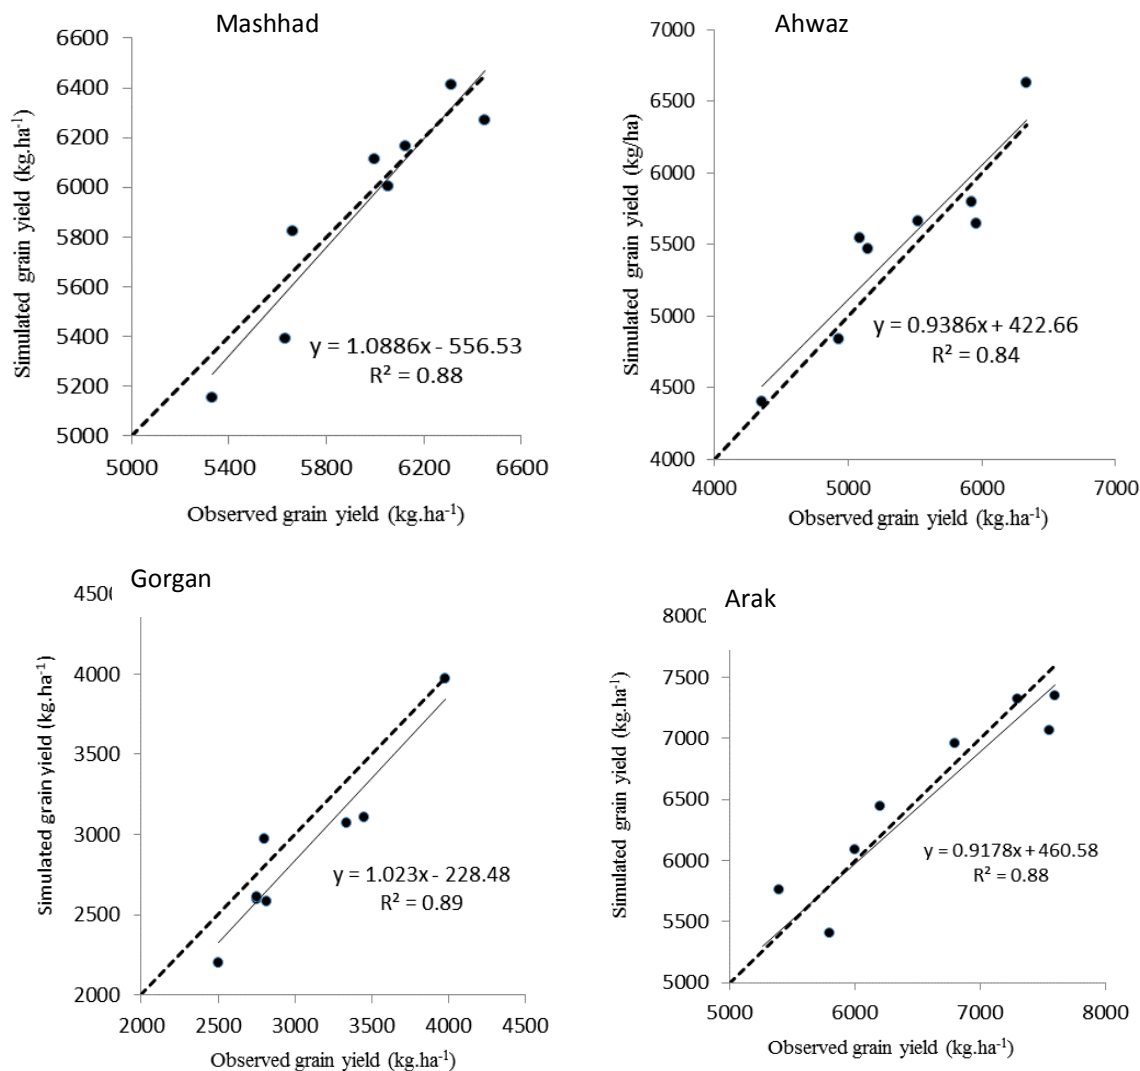 Mashhad
6600
6400
6200
6000
5800
5600
5400
5200
5000
5000 5400 5800 6200 6600
Simulated grain yield (kg.ha-1)
y = 1.0886x - 556.53
R² = 0.88
Observed grain yield (kg.ha-1)
Ahwaz
7000
6500
6000
5500
5000
4500
4000
4000 5000 6000 7000
Simulated grain yield (kg/ha)
y = 0.9386x + 422.66
R² = 0.84
Observed grain yield (kg.ha-1)
Gorgan
4500
4000
3500
3000
2500
2000
2000 2500 3000 3500 4000 4500
Simulated grain yield (kg.ha-1)
y = 1.023x - 228.48
R² = 0.89
Observed grain yield (kg.ha-1)
Arak
8000
7500
7000
6500
6000
5500
5000
5000 6000 7000 8000
Simulated grain yield (kg.ha-1)
y = 0.9178x + 460.58
R² = 0.88
Observed grain yield (kg.ha-1)